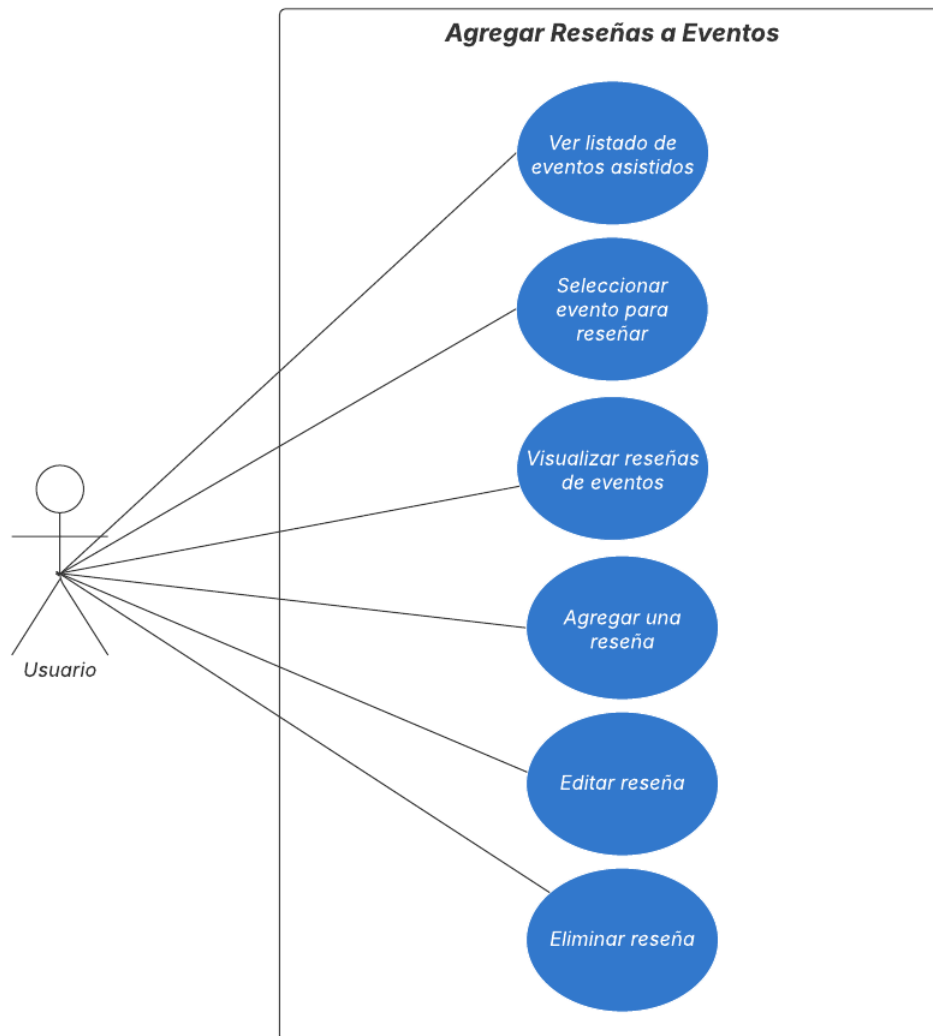 Agregar Reseñas a Eventos
Ver listado de
eventos asistidos
Seleccionar
evento para
reseñar
Visualizar reseñas
de eventos
Agregar una
reseña
Usuario
Editar reseña
Eliminar reseña